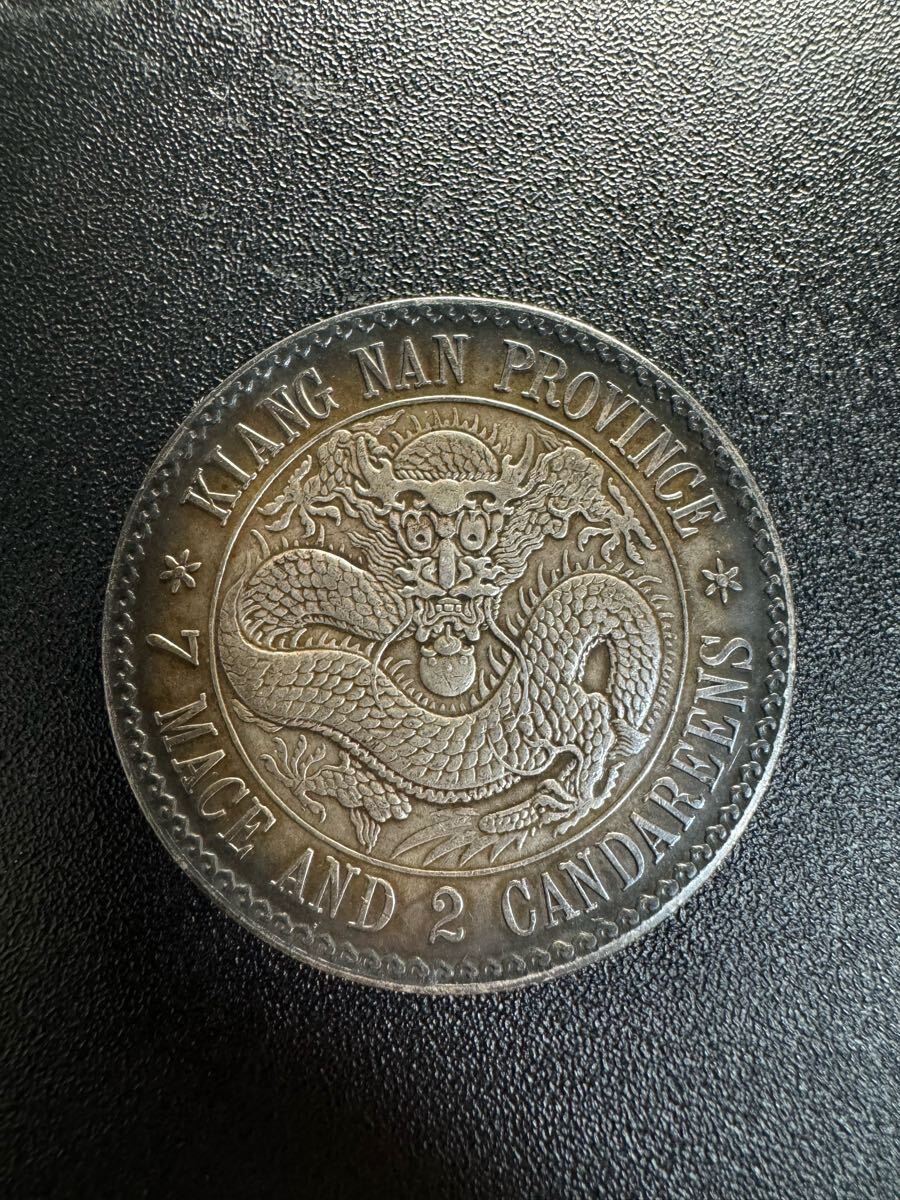 KIANG NAN PROVINCE
7 MACE AND 2 CANDAREENS